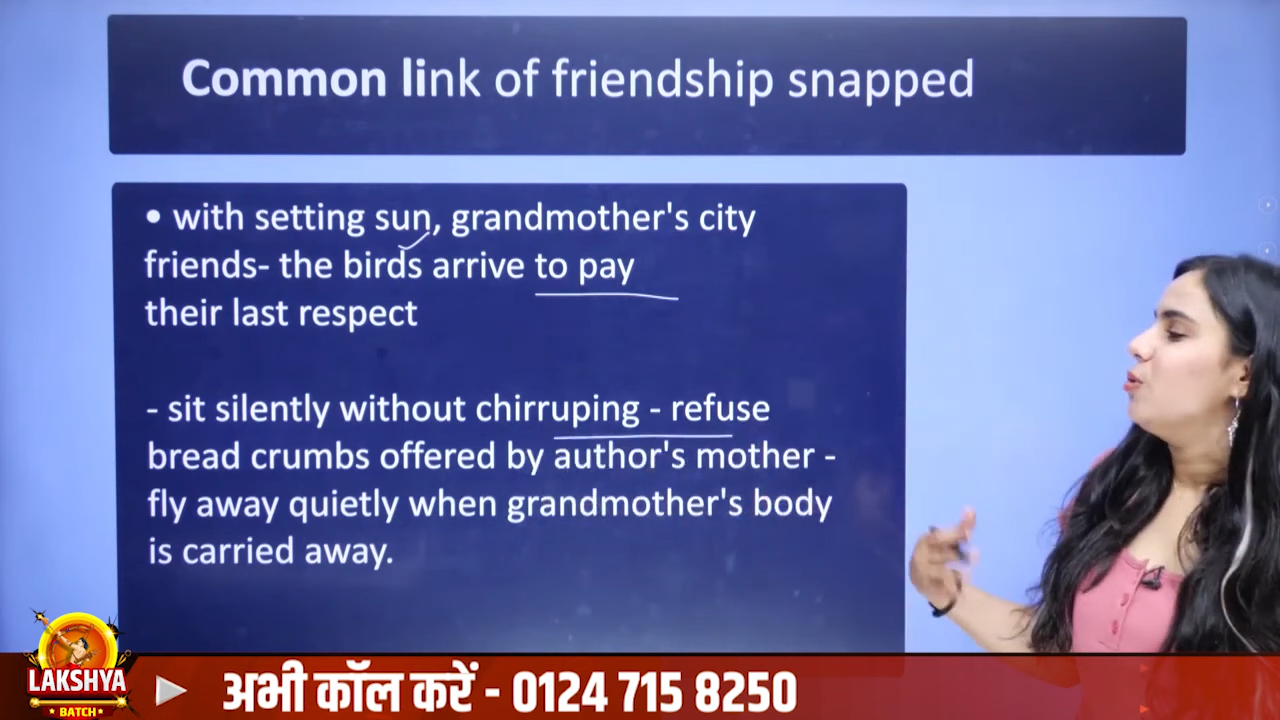 Common link of friendship snapped
• with setting sun, grandmother's city
friends- the birds arrive to pay
their last respect
- sit silently without chirruping - refuse
bread crumbs offered by author's mother -
fly away quietly when grandmother's body
is carried away.
LAKSHYA
BATCH
अभी कॉल करें - 0124 715 8250